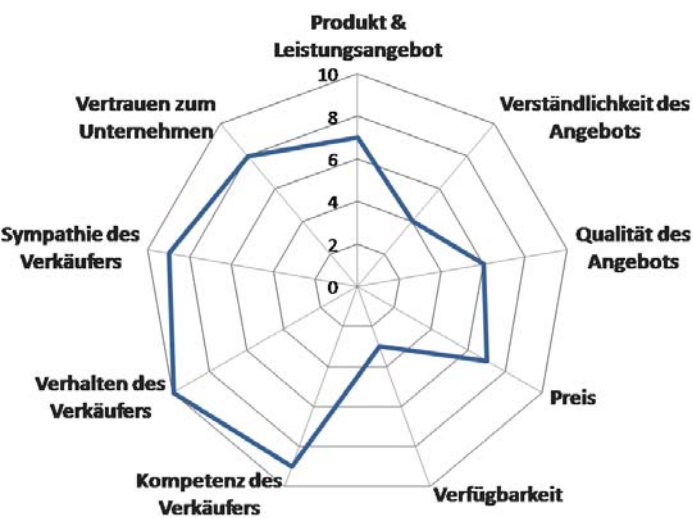 Produkt &
Leistungsangebot
10
8
6
4
2
0
Verständlichkeit des
Angebots
Qualität des
Angebots
Preis
Verfügbarkeit
Kompetenz des
Verkäufers
Verhalten des
Verkäufers
Sympathie des
Verkäufers
Vertrauen zum
Unternehmen